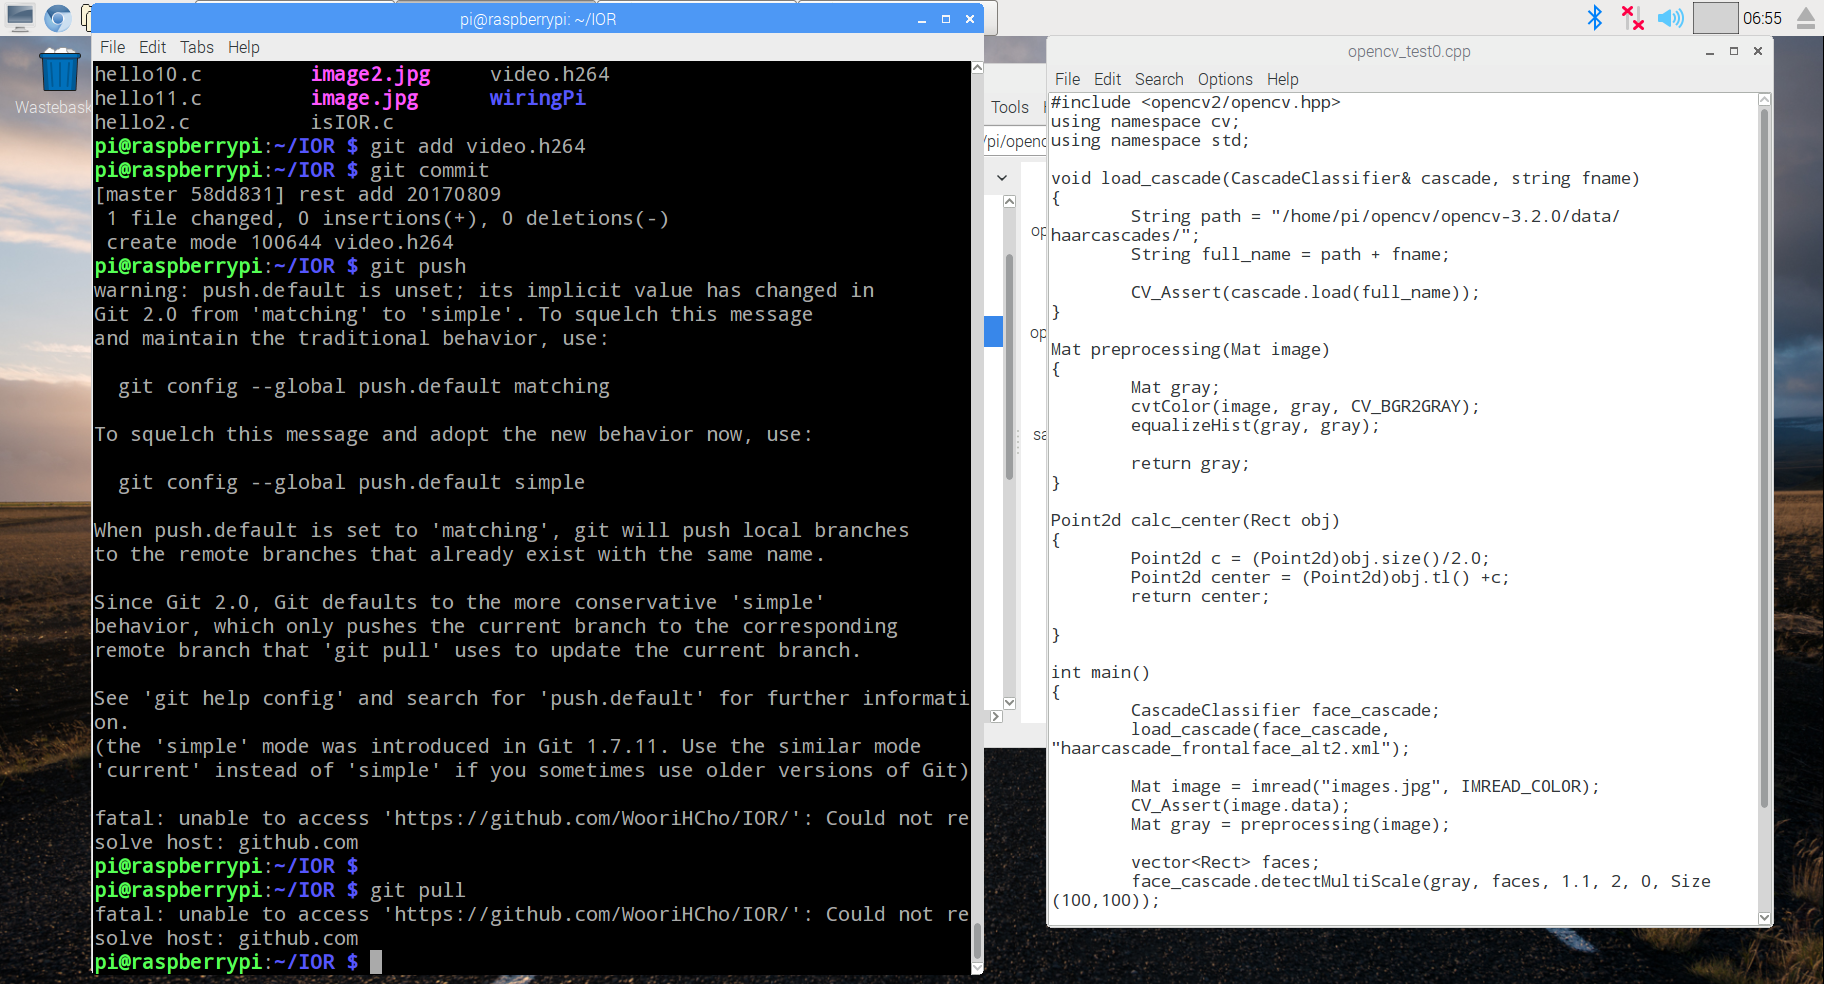 06:55
Wastebask
pi@raspberrypi: ~/IOR
File Edit Tabs Help
hello10.c image2.jpg video.h264
hello11.c image.jpg wiringPi
hello2.c isIOR.c
pi@raspberrypi:~/IOR $ git add video.h264
pi@raspberrypi:~/IOR $ git commit
[master 58dd831] rest add 20170809
 1 file changed, 0 insertions(+), 0 deletions(-)
 create mode 100644 video.h264
pi@raspberrypi:~/IOR $ git push
warning: push.default is unset; its implicit value has changed in
Git 2.0 from 'matching' to 'simple'. To squelch this message
and maintain the traditional behavior, use:
  git config --global push.default matching
To squelch this message and adopt the new behavior now, use:
  git config --global push.default simple
When push.default is set to 'matching', git will push local branches
to the remote branches that already exist with the same name.
Since Git 2.0, Git defaults to the more conservative 'simple'
behavior, which only pushes the current branch to the corresponding
remote branch that 'git pull' uses to update the current branch.
See 'git help config' and search for 'push.default' for further informati
on.
(the 'simple' mode was introduced in Git 1.7.11. Use the similar mode
'current' instead of 'simple' if you sometimes use older versions of Git)
fatal: unable to access 'https://github.com/WooriHCho/IOR/': Could not re
solve host: github.com
pi@raspberrypi:~/IOR $
pi@raspberrypi:~/IOR $ git pull
fatal: unable to access 'https://github.com/WooriHCho/IOR/': Could not re
solve host: github.com
pi@raspberrypi:~/IOR $
Tools
/pi/openc
op
op
sa
opencv_test0.cpp
File Edit Search Options Help
#include <opencv2/opencv.hpp>
using namespace cv;
using namespace std;
void load_cascade(CascadeClassifier& cascade, string fname)
{
        String path = "/home/pi/opencv/opencv-3.2.0/data/
haarcascades/";
        String full_name = path + fname;
        CV_Assert(cascade.load(full_name));
}
Mat preprocessing(Mat image)
{
        Mat gray;
        cvtColor(image, gray, CV_BGR2GRAY);
        equalizeHist(gray, gray);
        return gray;
}
Point2d calc_center(Rect obj)
{
        Point2d c = (Point2d)obj.size()/2.0;
        Point2d center = (Point2d)obj.tl() +c;
        return center;
}
int main()
{
        CascadeClassifier face_cascade;
        load_cascade(face_cascade,
"haarcascade_frontalface_alt2.xml");
        Mat image = imread("images.jpg", IMREAD_COLOR);
        CV_Assert(image.data);
        Mat gray = preprocessing(image);
        vector<Rect> faces;
        face_cascade.detectMultiScale(gray, faces, 1.1, 2, 0, Size
(100,100));